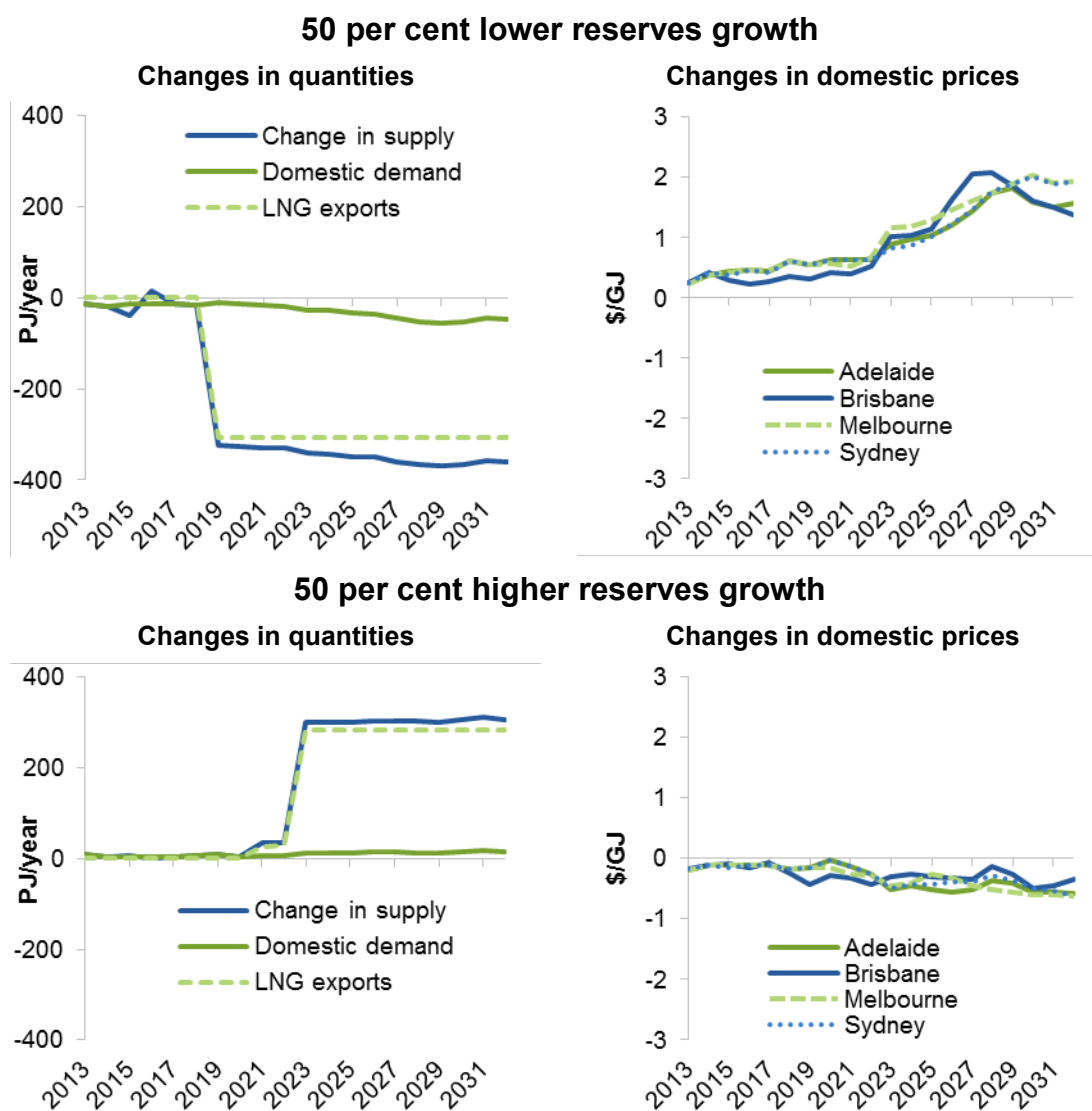 50 per cent lower reserves growth
Changes in quantities
400
200
0
-200
-400
PJ/year
Change in supply
Domestic demand
LNG exports
2013
2015
2017
2019
2021
2023
2025
2027
2029
2031
Changes in domestic prices
3
2
1
0
-1
-2
-3
$/GJ
Adelaide
Brisbane
Melbourne
Sydney
2013
2015
2017
2019
2021
2023
2025
2027
2029
2031
50 per cent higher reserves growth
Changes in quantities
400
200
0
-200
-400
PJ/year
Change in supply
Domestic demand
LNG exports
2013
2015
2017
2019
2021
2023
2025
2027
2029
2031
Changes in domestic prices
3
2
1
0
-1
-2
-3
$/GJ
Adelaide
Brisbane
Melbourne
Sydney
2013
2015
2017
2019
2021
2023
2025
2027
2029
2031